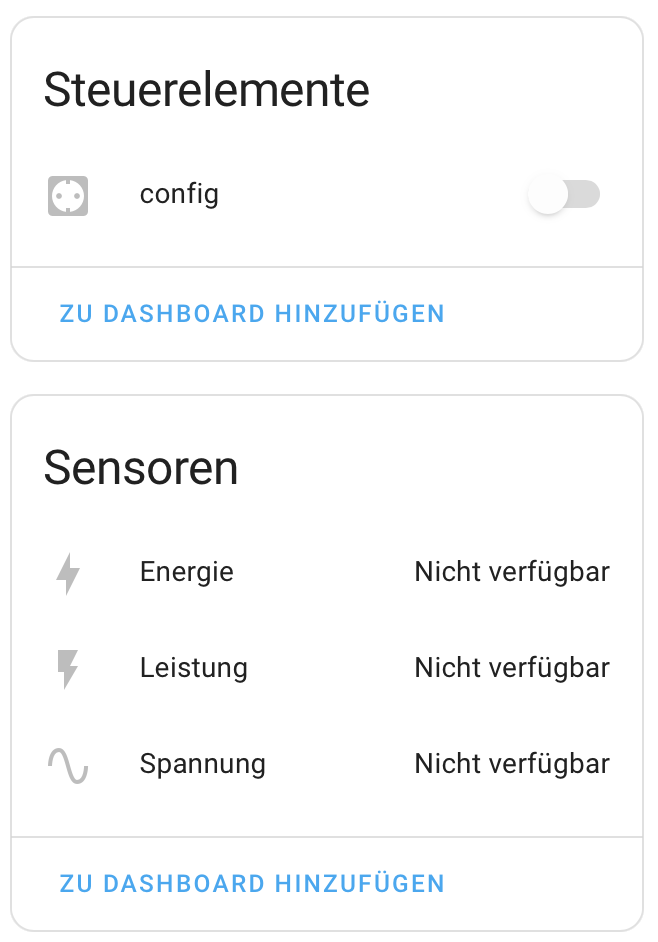 Steuerelemente
config
ZU DASHBOARD HINZUFÜGEN
Sensoren
Energie Nicht verfügbar
Leistung Nicht verfügbar
Spannung Nicht verfügbar
ZU DASHBOARD HINZUFÜGEN